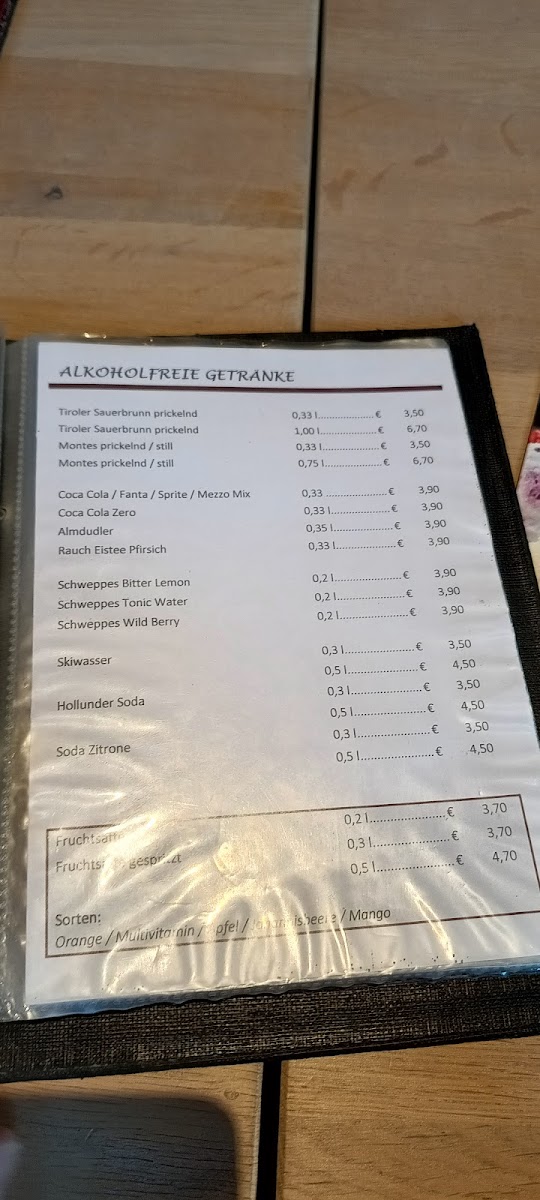 ALKOHOLFREIE GETRÄNKE
Tiroler Sauerbrunn prickelnd 0,33 l.....................€ 3,50
Tiroler Sauerbrunn prickelnd 1,00 l.....................€ 6,70
Montes prickelnd / still 0,33 l.....................€ 3,50
Montes prickelnd / still 0,75 l.....................€ 6,70
Coca Cola / Fanta / Sprite / Mezzo Mix 0,33 .....................€ 3,90
Coca Cola Zero 0,33 l.....................€ 3,90
Almdudler 0,35 l.....................€ 3,90
Rauch Eistee Pfirsich 0,33 l.....................€ 3,90
Schweppes Bitter Lemon 0,2 l.....................€ 3,90
Schweppes Tonic Water 0,2 l.....................€ 3,90
Schweppes Wild Berry 0,2 l.....................€ 3,90
Skiwasser 0,3 l.....................€ 3,50
0,5 l.....................€ 4,50
Hollunder Soda 0,3 l.....................€ 3,50
0,5 l.....................€ 4,50
Soda Zitrone 0,3 l.....................€ 3,50
0,5 l.....................€ 4,50
Fruchtsaft 0,2 l.....................€ 3,70
gespritzt 0,3 l.....................€ 3,70
0,5 l.....................€ 4,70
Sorten:
Orange / Multivitamin / Apfel / Johannisbeere / Mango